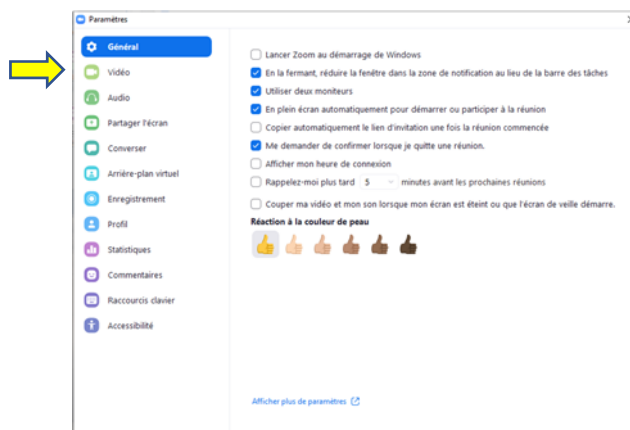 Paramètres
Général
Vidéo
Audio
Partager l'écran
Converser
Arrière-plan virtuel
Enregistrement
Profil
Statistiques
Commentaires
Raccourcis clavier
Accessibilité
Lancer Zoom au démarrage de Windows
En la fermant, réduire la fenêtre dans la zone de notification au lieu de la barre des tâches
Utiliser deux moniteurs
En plein écran automatiquement pour démarrer ou participer à la réunion
Copier automatiquement le lien d'invitation une fois la réunion commencée
Me demander de confirmer lorsque je quitte une réunion.
Afficher mon heure de connexion
Rappelez-moi plus tard 5 minutes avant les prochaines réunions
Couper ma vidéo et mon son lorsque mon écran est éteint ou que l'écran de veille démarre.
Réaction à la couleur de peau
Afficher plus de paramètres